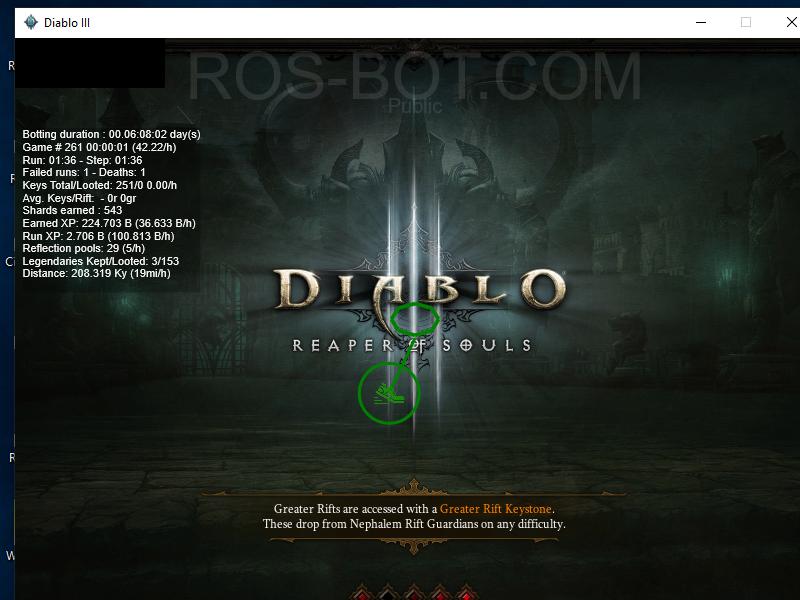 Diablo III
ROS-BOT.COM
-Public
Botting duration : 00.06:08:02 day(s)
Game # 261 00:00:01 (42.22/h)
Run: 01:36 - Step: 01:36
Failed runs: 1 - Deaths: 1
Keys Total/Looted: 251/0 0.00/h
Avg. Keys/Rift:  - 0r 0gr
Shards earned : 543
Earned XP: 224.703 B (36.633 B/h)
Run XP: 2.706 B (100.813 B/h)
Reflection pools: 29 (5/h)
Legendaries Kept/Looted: 3/153
Distance: 208.319 Ky (19mi/h)
DIABLO
REAPER OF SOULS
Greater Rifts are accessed with a Greater Rift Keystone.
These drop from Nephalem Rift Guardians on any difficulty.